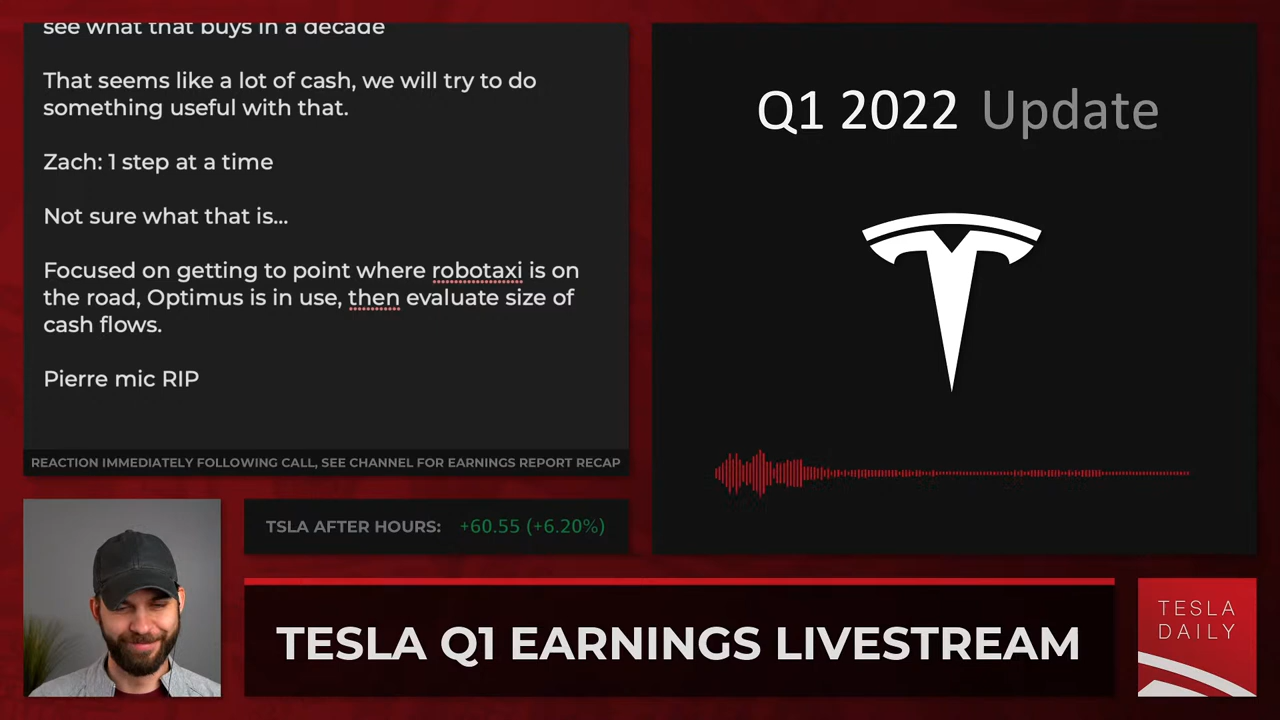 see what that buys in a decade
That seems like a lot of cash, we will try to do
something useful with that.
Zach: 1 step at a time
Not sure what that is...
Focused on getting to point where robotaxi is on
the road, Optimus is in use, then evaluate size of
cash flows.
Pierre mic RIP
REACTION IMMEDIATELY FOLLOWING CALL, SEE CHANNEL FOR EARNINGS REPORT RECAP
Q1 2022 Update
TSLA AFTER HOURS: +60.55 (+6.20%)
TESLA Q1 EARNINGS LIVESTREAM
TESLA
DAILY